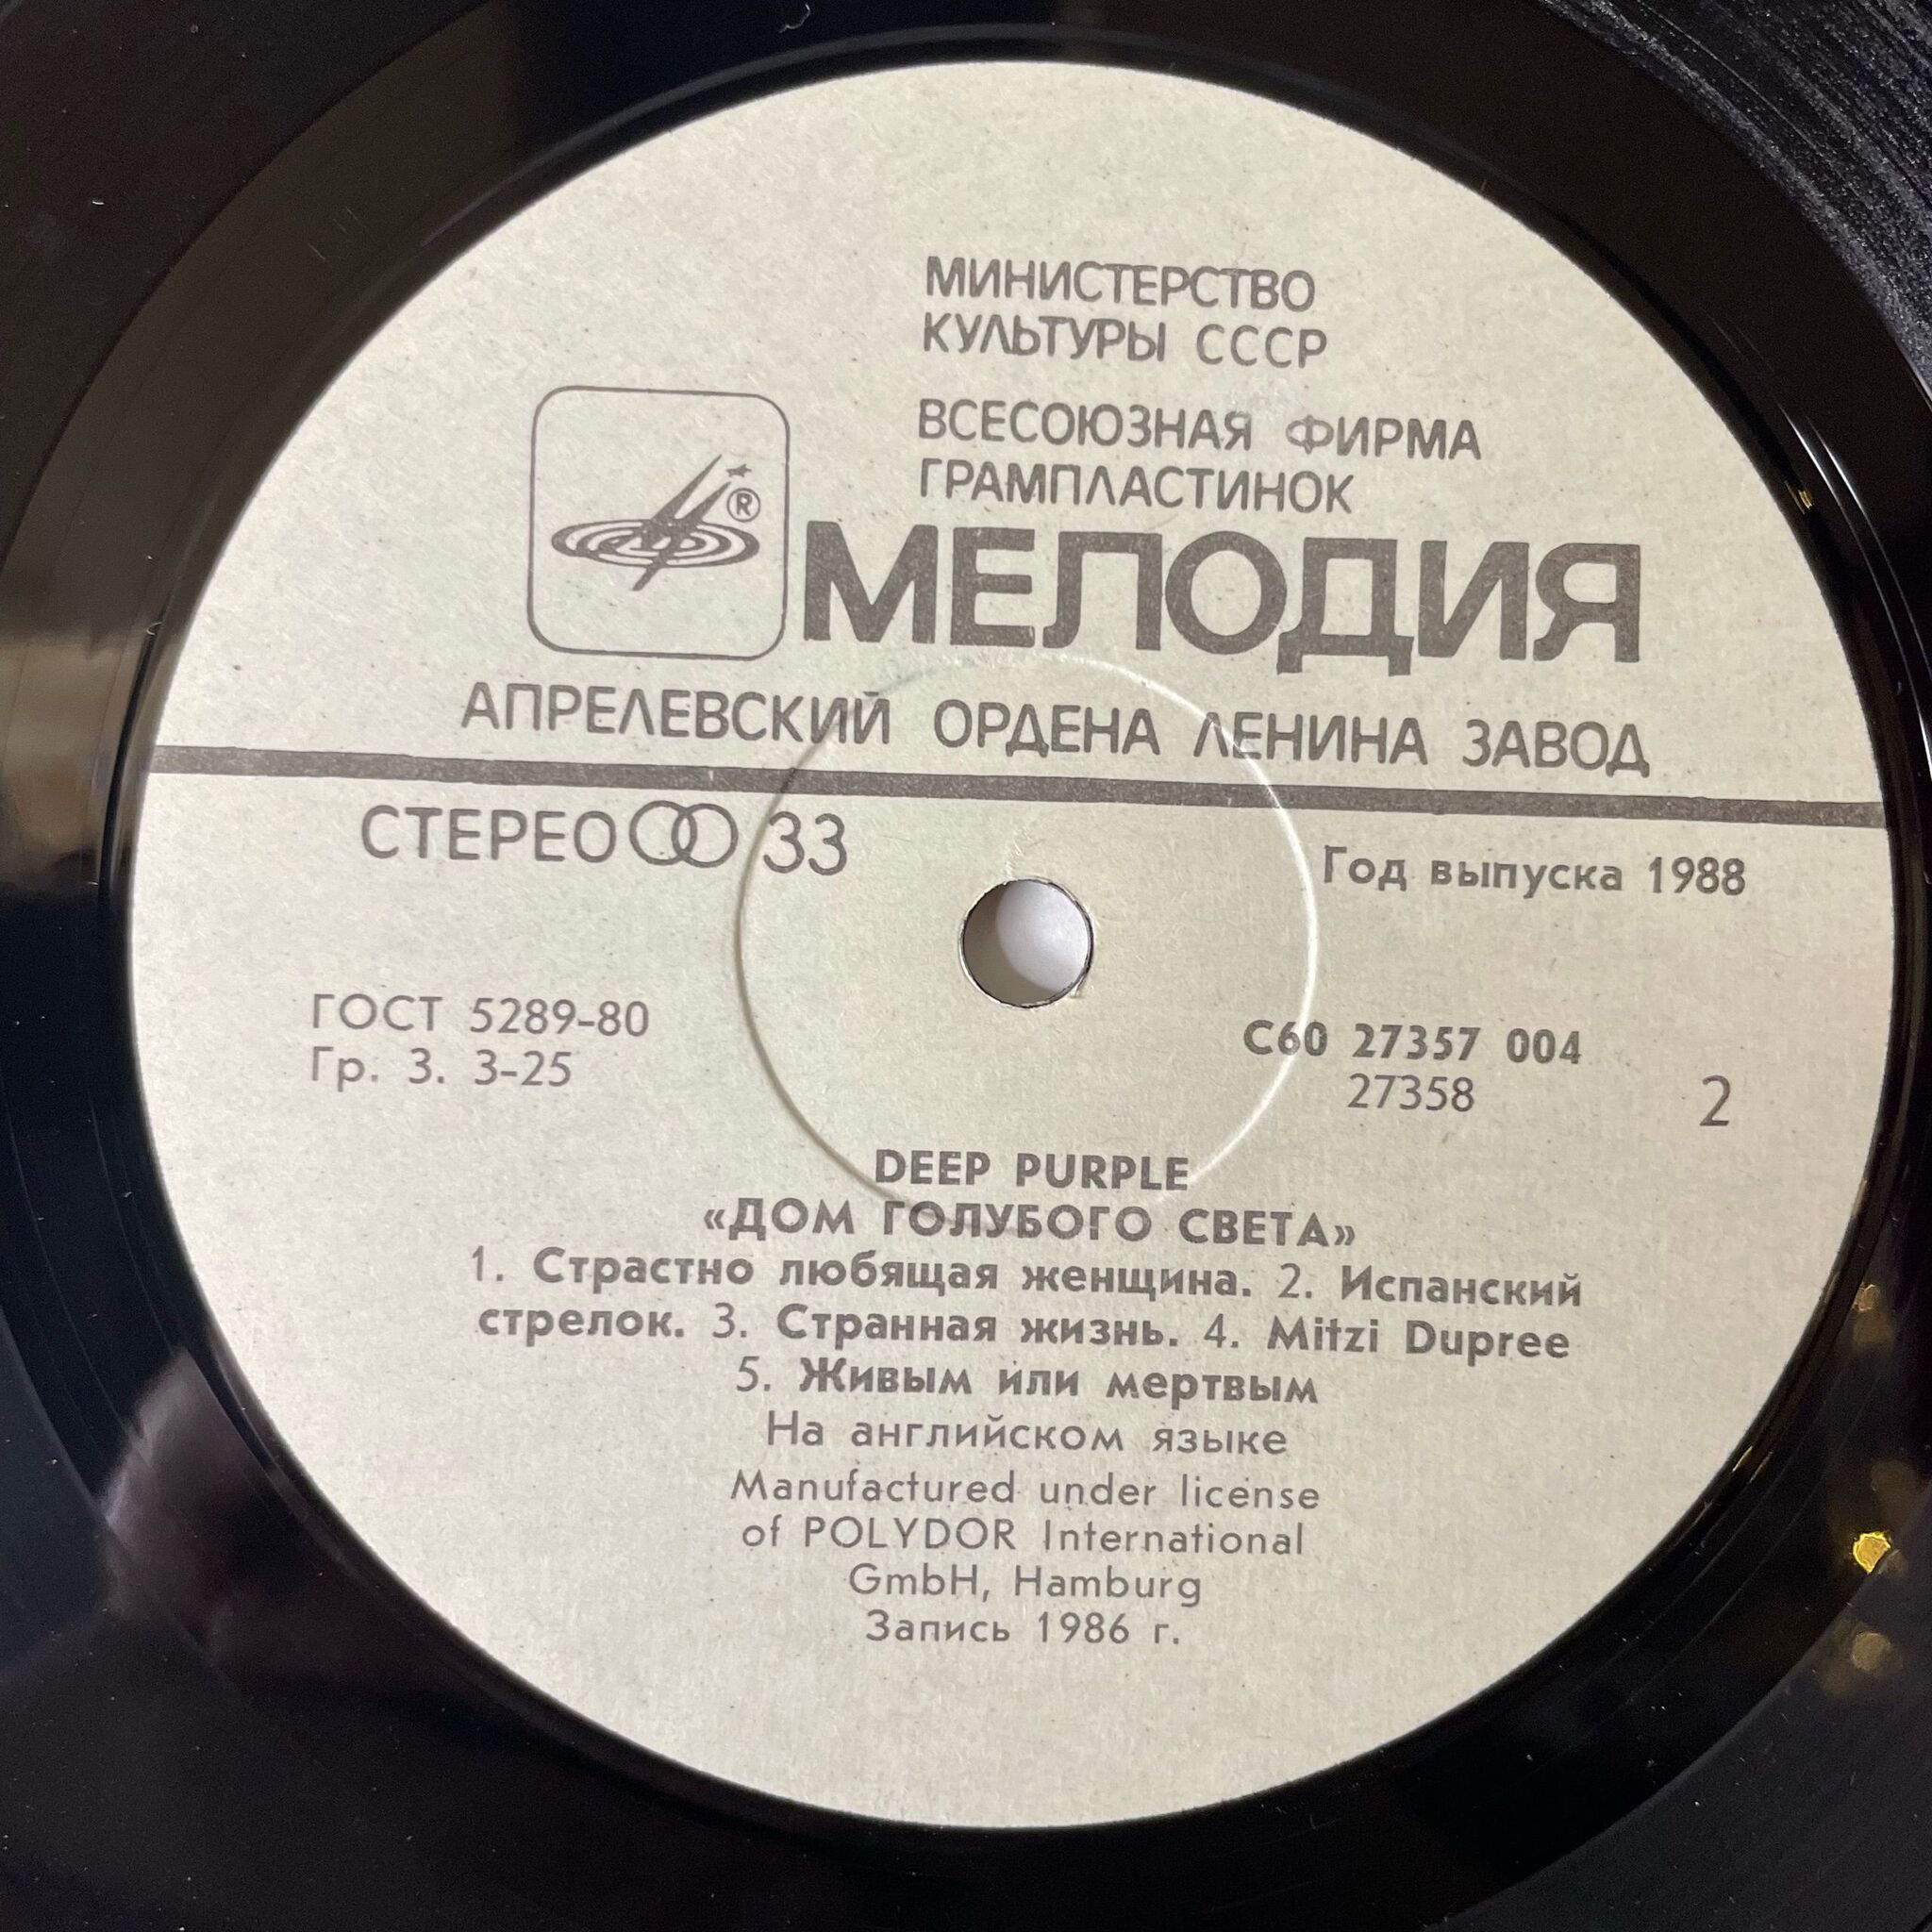 МИНИСТЕРСТВО
КУЛЬТУРЫ СССР
ВСЕСОЮЗНАЯ ФИРМА
ГРАМПЛАСТИНОК
®
МЕЛОДИЯ
АПРЕЛЕВСКИЙ ОРДЕНА ЛЕНИНА ЗАВОД
СТЕРЕО 33
Год выпуска 1988
ГОСТ 5289-80
Гр. 3. 3-25
С60 27357 004
27358
2
DEEP PURPLE
«ДОМ ГОЛУБОГО СВЕТА»
1. Страстно любящая женщина. 2. Испанский
стрелок. 3. Странная жизнь. 4. Mitzi Dupree
5. Живым или мертвым
На английском языке
Manufactured under license
of POLYDOR International
GmbH, Hamburg
Запись 1986 г.